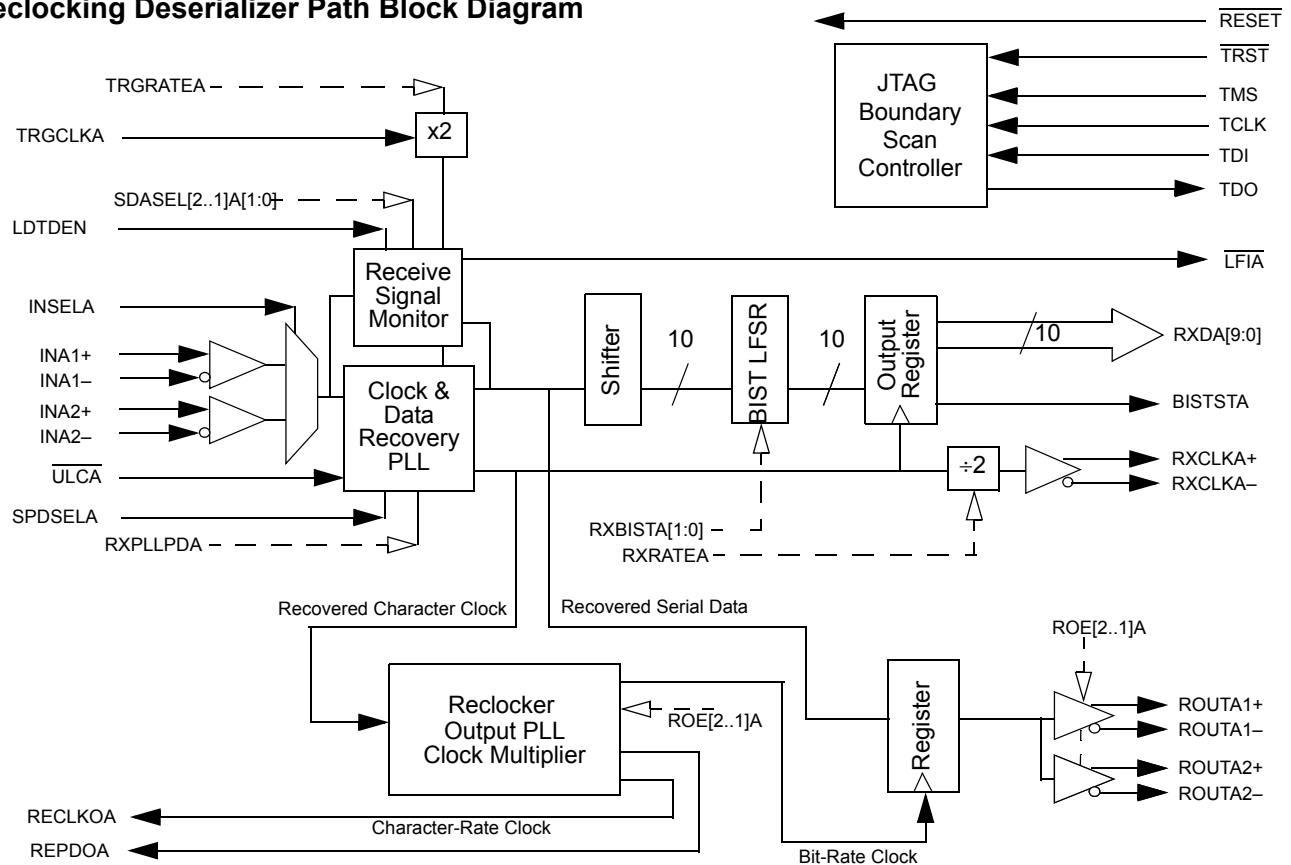 eclocking Deserializer Path Block Diagram
RESET
TRST
TMS
TCLK
TDI
TDO
JTAG
Boundary
Scan
Controller
TRGRATEA
TRGCLKA
x2
SDASEL[2..1]A[1:0]
LDTDEN
LFIA
Receive
Signal
Monitor
INSELA
INA1+
INA1–
INA2+
INA2–
ULCA
SPDSELA
RXPLLPDA
Clock &
Data
Recovery
PLL
Shifter
10
BIST LFSR
10
Output
Register
10
RXDA[9:0]
BISTSTA
÷2
RXCLKA+
RXCLKA–
RXBISTA[1:0]
RXRATEA
Recovered Character Clock
Recovered Serial Data
ROE[2..1]A
Reclocker
Output PLL
Clock Multiplier
ROE[2..1]A
Register
ROUTA1+
ROUTA1–
ROUTA2+
ROUTA2–
RECLKOA
Character-Rate Clock
REPDOA
Bit-Rate Clock